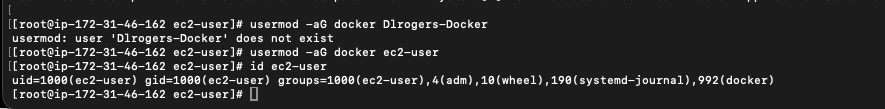 [
[[root@ip-172-31-46-162 ec2-user]# usermod -aG docker Dlrogers-Docker
usermod: user 'Dlrogers-Docker' does not exist
[[root@ip-172-31-46-162 ec2-user]# usermod -aG docker ec2-user
[[root@ip-172-31-46-162 ec2-user]# id ec2-user
uid=1000(ec2-user) gid=1000(ec2-user) groups=1000(ec2-user),4(adm),10(wheel),190(systemd-journal),992(docker)
[root@ip-172-31-46-162 ec2-user]#